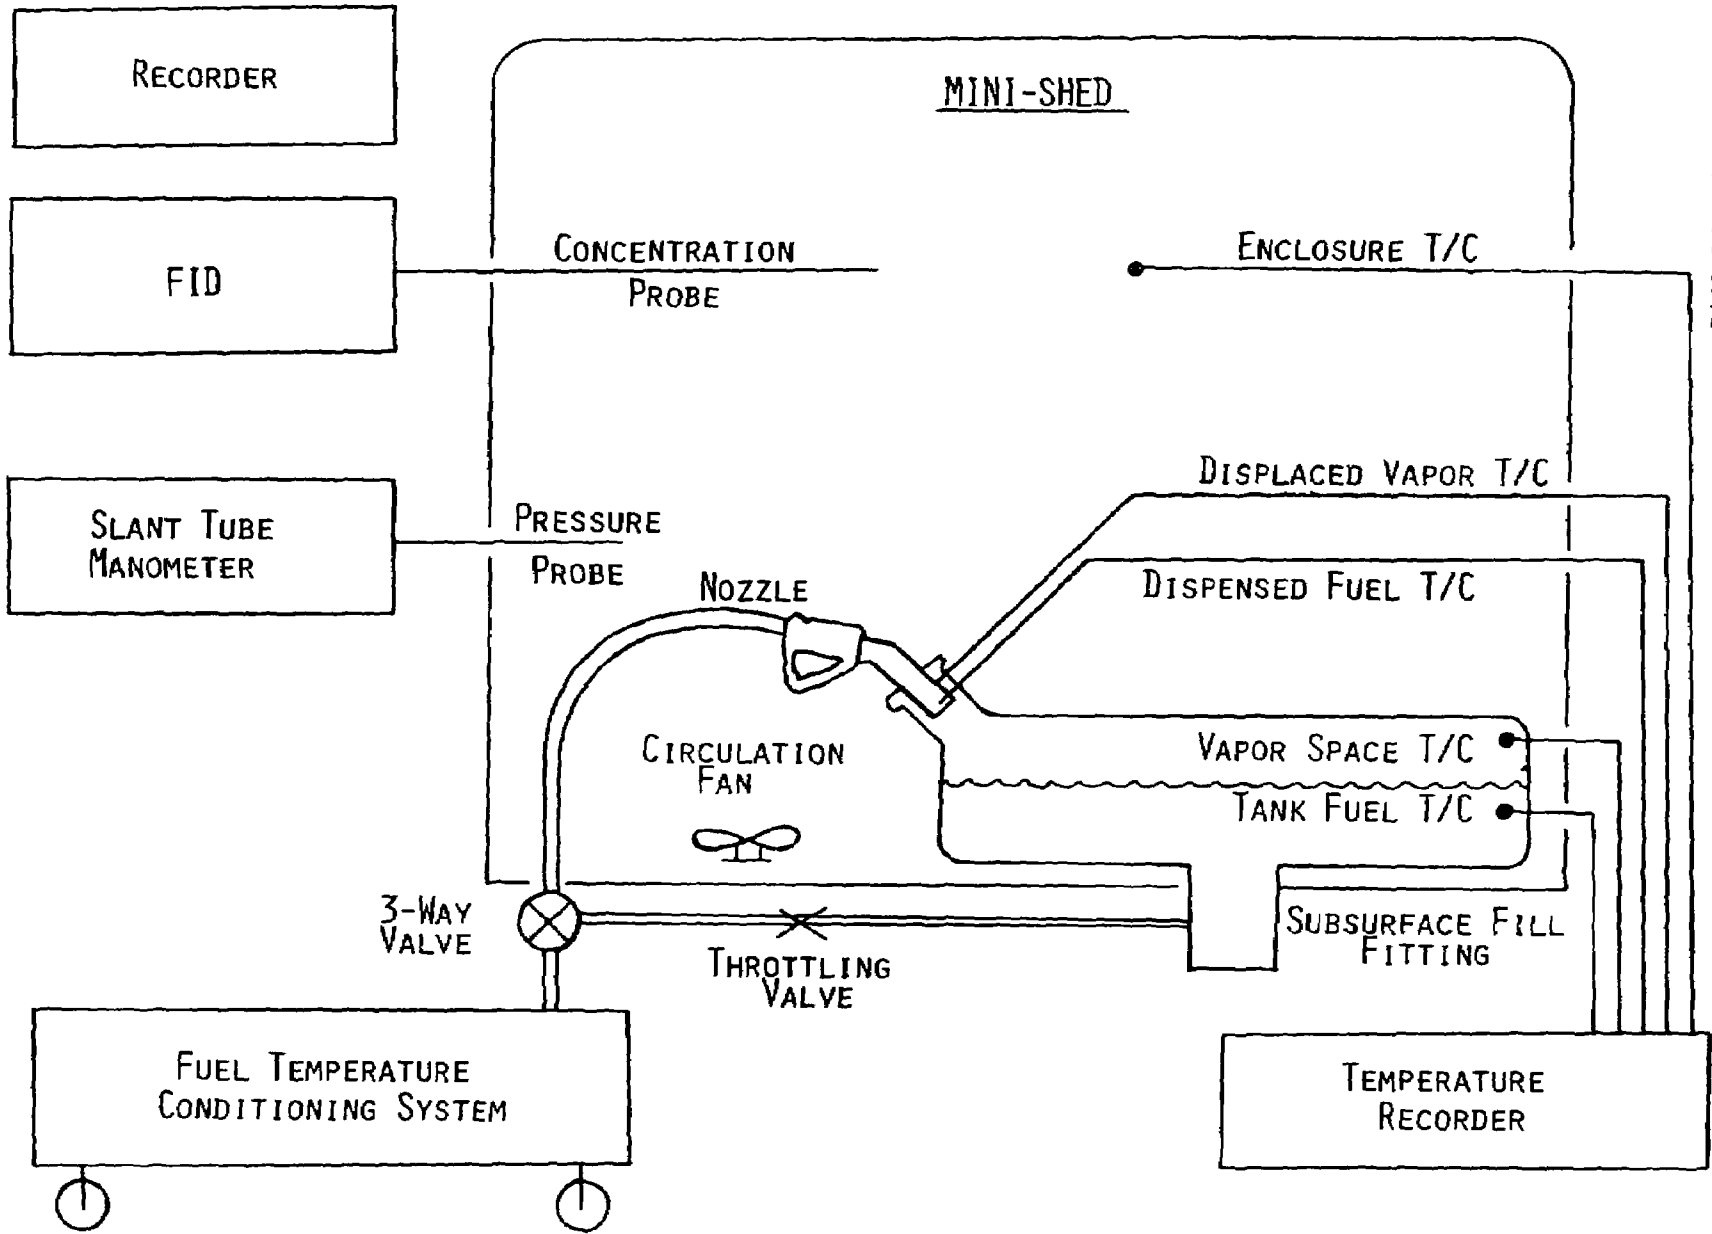 RECORDER
MINI-SHED
FID
CONCENTRATION
PROBE
ENCLOSURE T/C
DISPLACED VAPOR T/C
SLANT TUBE
MANOMETER
PRESSURE
PROBE
NOZZLE
DISPENSED FUEL T/C
CIRCULATION
FAN
VAPOR SPACE T/C
TANK FUEL T/C
3-WAY
VALVE
THROTTLING
VALVE
SUBSURFACE FILL
FITTING
FUEL TEMPERATURE
CONDITIONING SYSTEM
TEMPERATURE
RECORDER